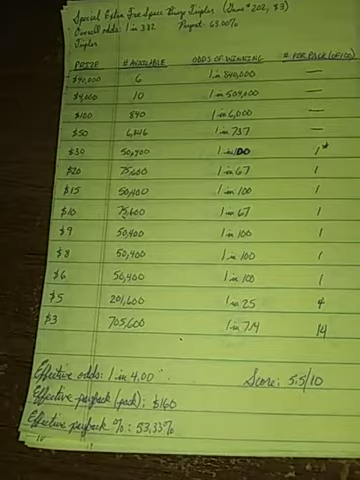 Special Extra Free Space Bingo Tripler (Game #202, $3)
Overall odds: 1 in 3.32 Payout: 63.00%
Tripler
PRIZE # AVAILABLE ODDS OF WINNING # PER PACK (OF 100)
$40,000 6 1 in 840,000 —
$4,000 10 1 in 504,000 —
$100 840 1 in 6,000 —
$50 1 in 737 —
$30 50,400 1 in 100 1*
$20 75,600 1 in 67 1
$15 50,400 1 in 100 1
$10 75,600 1 in 67 1
$9 50,400 1 in 100 1
$8 50,400 1 in 100 1
$6 50,400 1 in 100 1
$5 201,600 1 in 25 4
$3 705,600 1 in 7.14 14
Effective odds: 1 in 4.00 Score: 5.5/10
Effective payback (pack): $160
Effective payback %: 53.33%